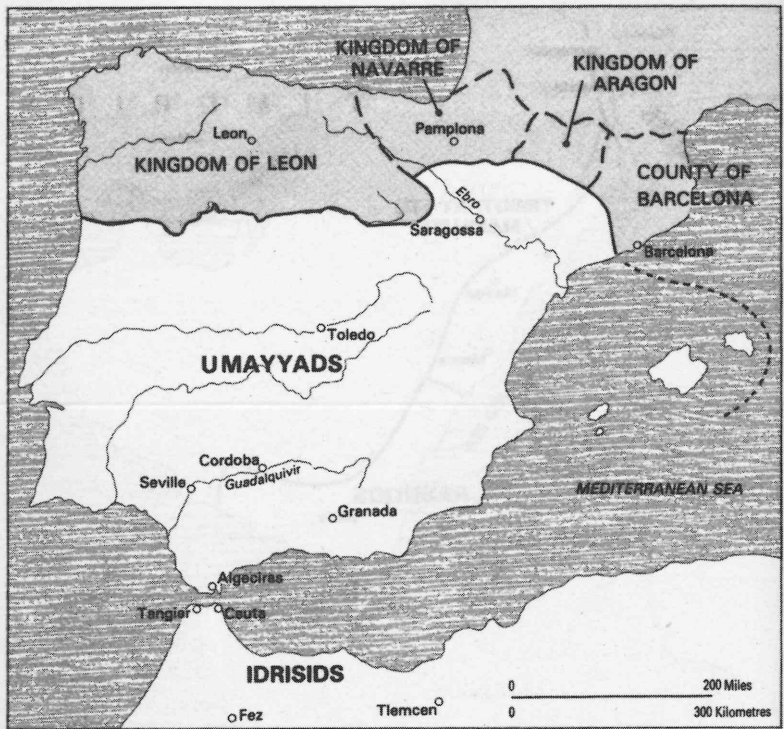 KINGDOM OF
NAVARRE
KINGDOM OF
ARAGON
Leon
Pamplona
KINGDOM OF LEON
COUNTY OF
BARCELONA
Ebro
Saragossa
Barcelona
Toledo
UMAYYADS
Cordoba
Seville
Guadalquivir
Granada
MEDITERRANEAN SEA
Algeciras
Tangier
Ceuta
IDRISIDS
0 200 Miles
0 300 Kilometres
Tlemcen
Fez